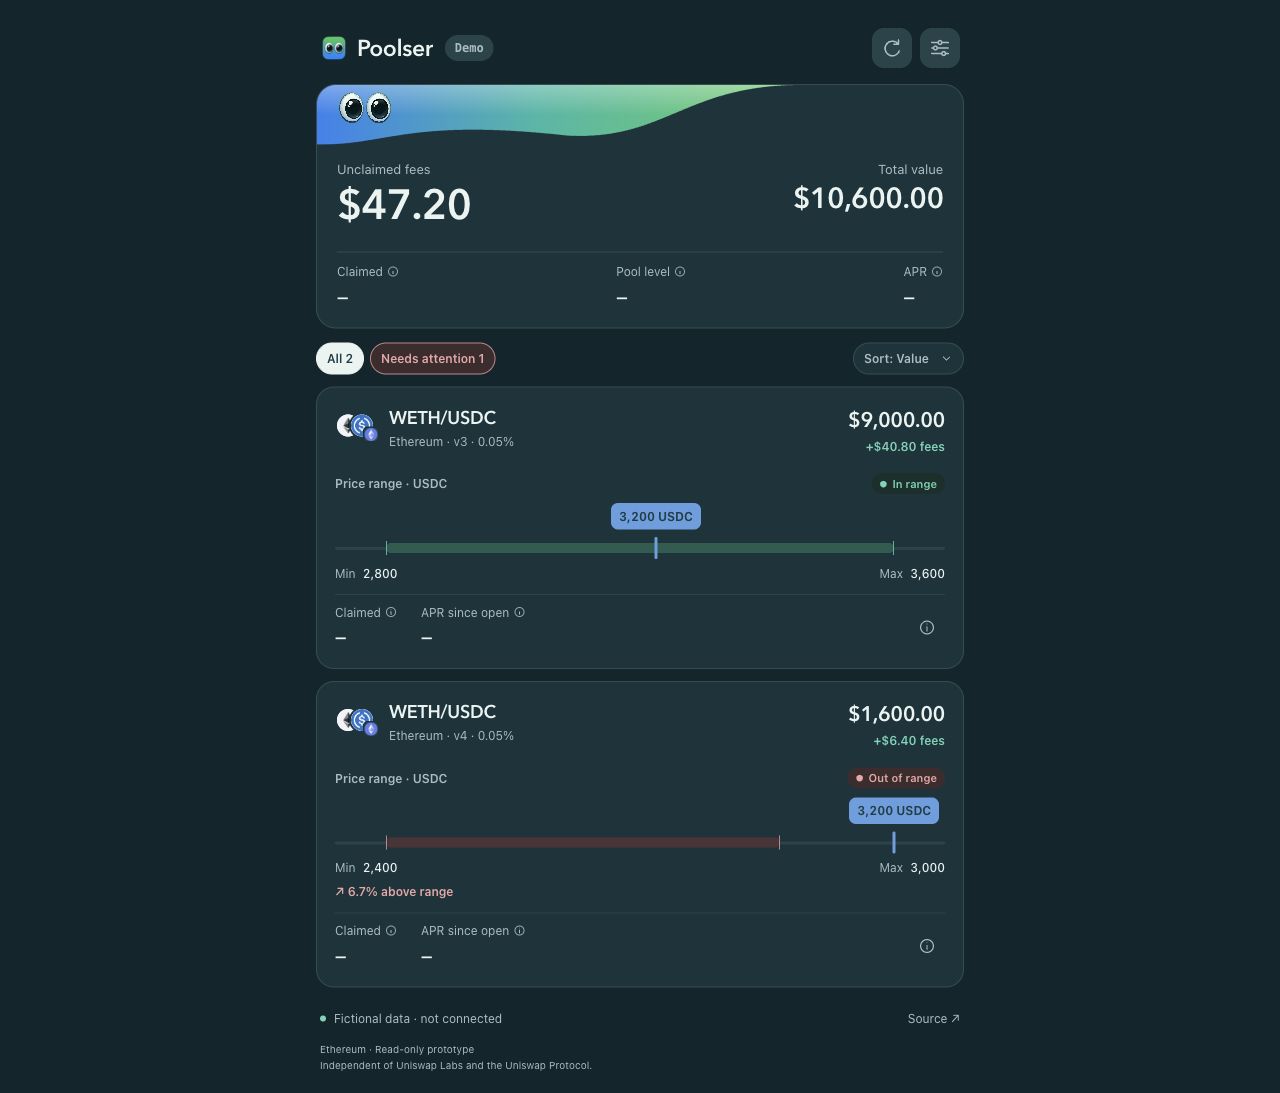 Poolser Demo
Unclaimed fees Total value
$47.20 $10,600.00
Claimed Pool level APR
– – –
All 2 Needs attention 1 Sort: Value
WETH/USDC $9,000.00
Ethereum · v3 · 0.05% +$40.80 fees
Price range · USDC In range
3,200 USDC
Min 2,800 Max 3,600
Claimed APR since open
– –
WETH/USDC $1,600.00
Ethereum · v4 · 0.05% +$6.40 fees
Price range · USDC Out of range
3,200 USDC
Min 2,400 Max 3,000
↗ 6.7% above range
Claimed APR since open
– –
Fictional data · not connected Source ↗
Ethereum · Read-only prototype
Independent of Uniswap Labs and the Uniswap Protocol.